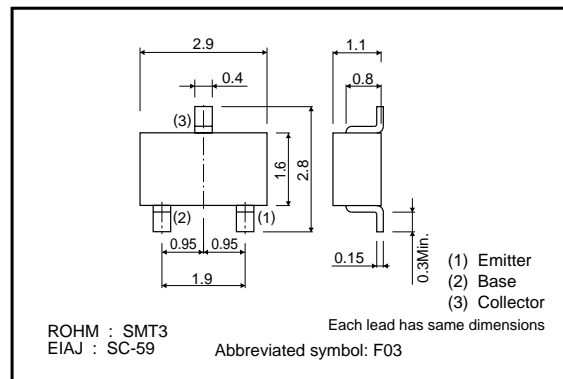 2.9
1.1
0.4
0.8
(3)
1.6
2.8
(2)
(1)
0.95
0.95
1.9
0.15
0.3Min.
(1) Emitter
(2) Base
(3) Collector
Each lead has same dimensions
ROHM : SMT3
EIAJ : SC-59
Abbreviated symbol: F03